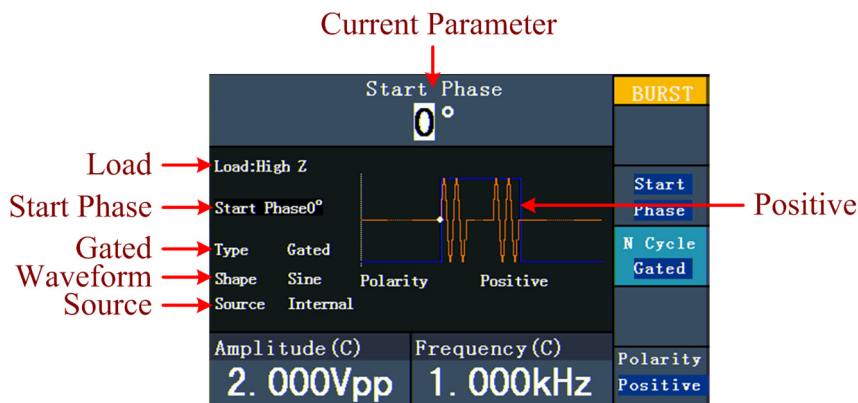 Current Parameter
Start Phase
0°
BURST
Load
Load:High Z
Start Phase
Start Phase0°
Start
Phase
Positive
Gated
Type Gated
N Cycle
Gated
Waveform
Shape Sine
Polarity Positive
Source
Source Internal
Amplitude(C)
Frequency(C)
2.000Vpp
1.000kHz
Polarity
Positive